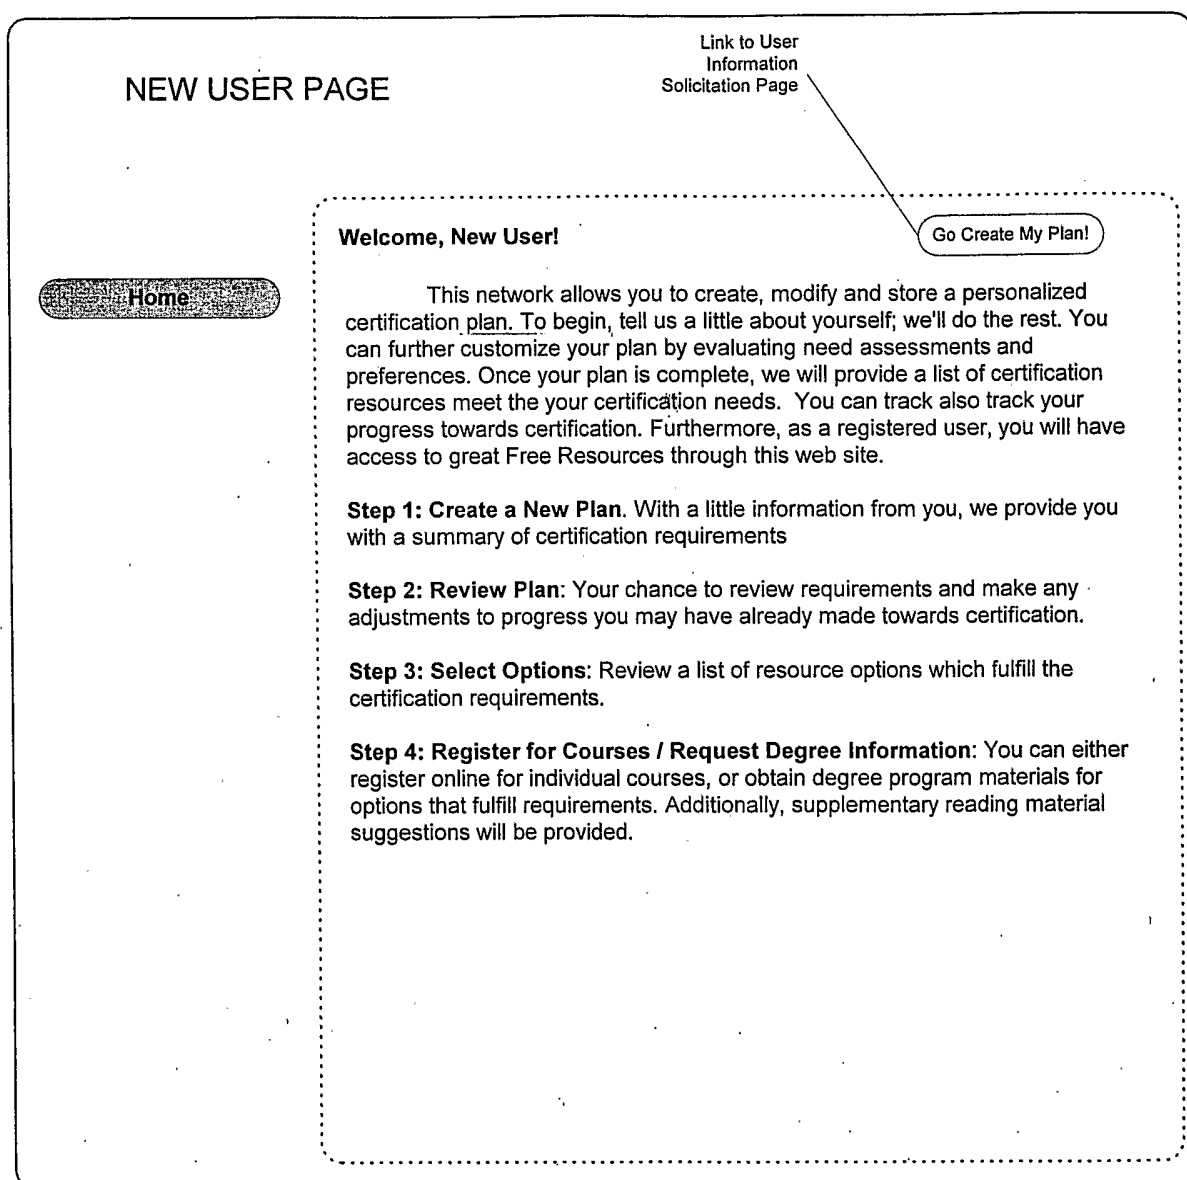 Link to User
Information
Solicitation Page
NEW USER PAGE
Welcome, New User!
Go Create My Plan!
Home
This network allows you to create, modify and store a personalized
certification plan. To begin, tell us a little about yourself; we'll do the rest. You
can further customize your plan by evaluating need assessments and
preferences. Once your plan is complete, we will provide a list of certification
resources meet the your certification needs. You can track also track your
progress towards certification. Furthermore, as a registered user, you will have
access to great Free Resources through this web site.
Step 1: Create a New Plan. With a little information from you, we provide you
with a summary of certification requirements
Step 2: Review Plan: Your chance to review requirements and make any
adjustments to progress you may have already made towards certification.
Step 3: Select Options: Review a list of resource options which fulfill the
certification requirements.
Step 4: Register for Courses / Request Degree Information: You can either
register online for individual courses, or obtain degree program materials for
options that fulfill requirements. Additionally, supplementary reading material
suggestions will be provided.